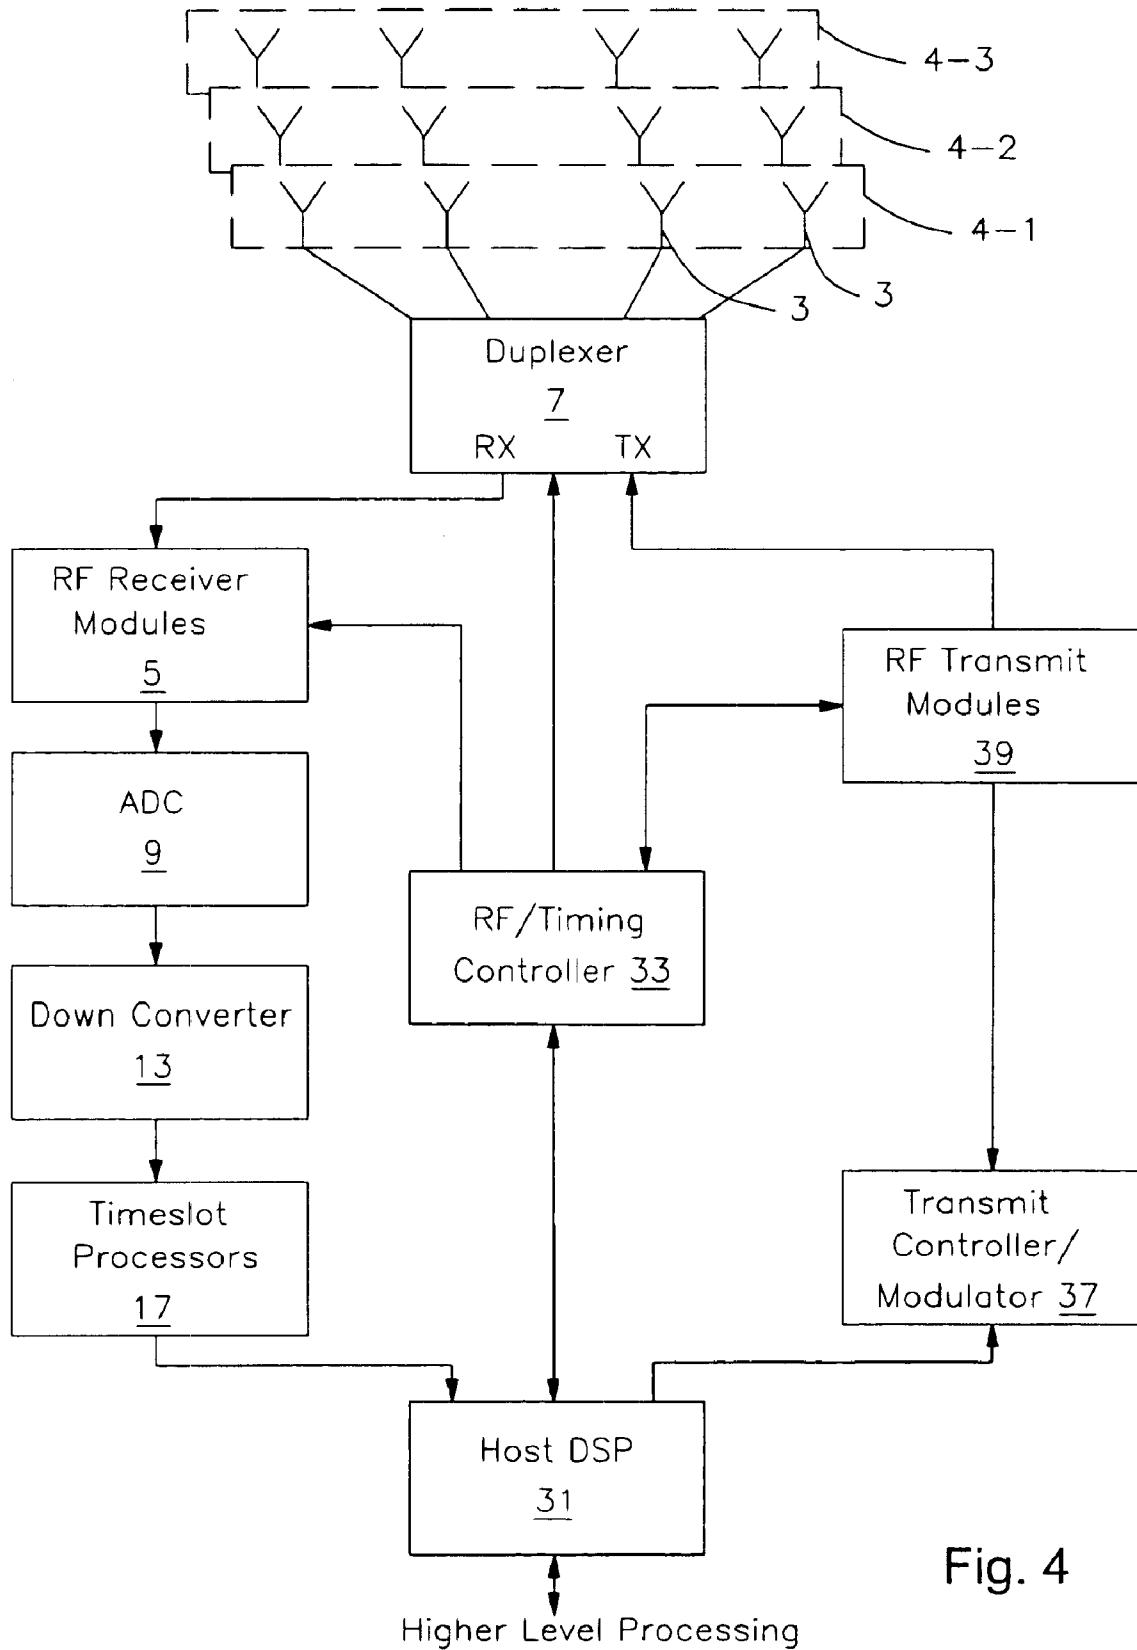 4-3
4-2
4-1
3
3
Duplexer
7
RX TX
RF Receiver
Modules
5
RF Transmit
Modules
39
ADC
9
RF/Timing
Controller 33
Down Converter
13
Timeslot
Processors
17
Transmit
Controller/
Modulator 37
Host DSP
31
Fig. 4
Higher Level Processing